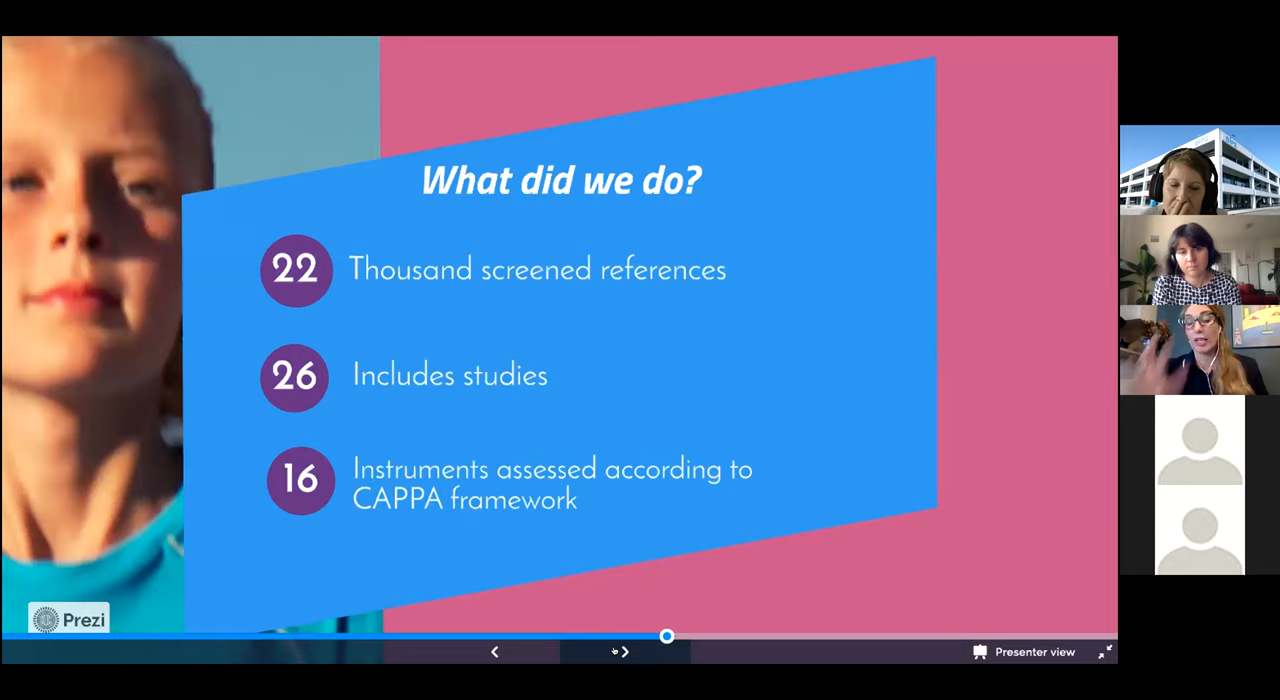 What did we do?
22 Thousand screened references
26 Includes studies
16 Instruments assessed according to
CAPPA framework
Prezi
Presenter view